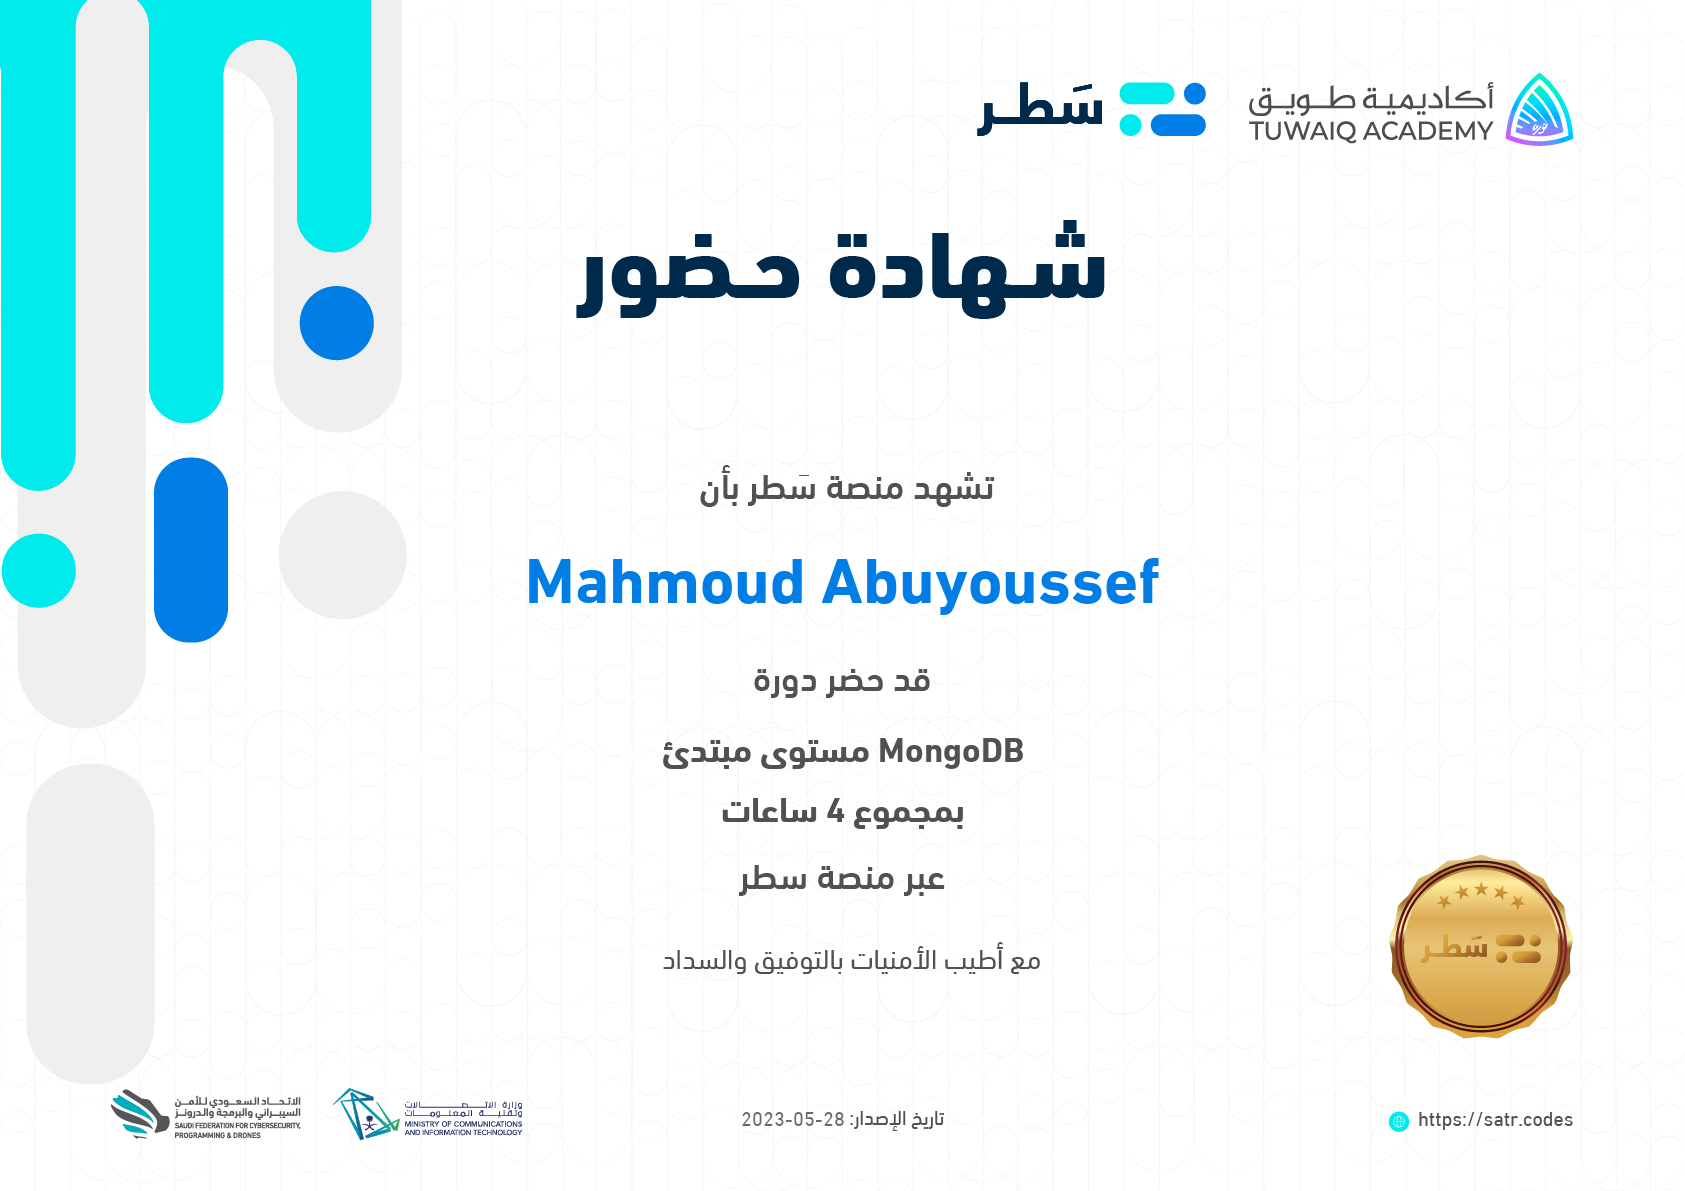 سَطر
أكاديمية طويق
TUWAIQ ACADEMY
شهادة حضور
تشهد منصة سَطر بأن
Mahmoud Abuyoussef
قد حضر دورة
MongoDB مستوى مبتدئ
بمجموع 4 ساعات
عبر منصة سطر
مع أطيب الأمنيات بالتوفيق والسداد
سَطر
الاتحاد السعودي للأمن
السيبراني والبرمجة والدرونز
SAUDI FEDERATION FOR CYBERSECURITY,
PROGRAMMING & DRONES
وزارة الاتصالات
وتقنية المعلومات
MINISTRY OF COMMUNICATIONS
AND INFORMATION TECHNOLOGY
تاريخ الإصدار: 2023-05-28
https://satr.codes